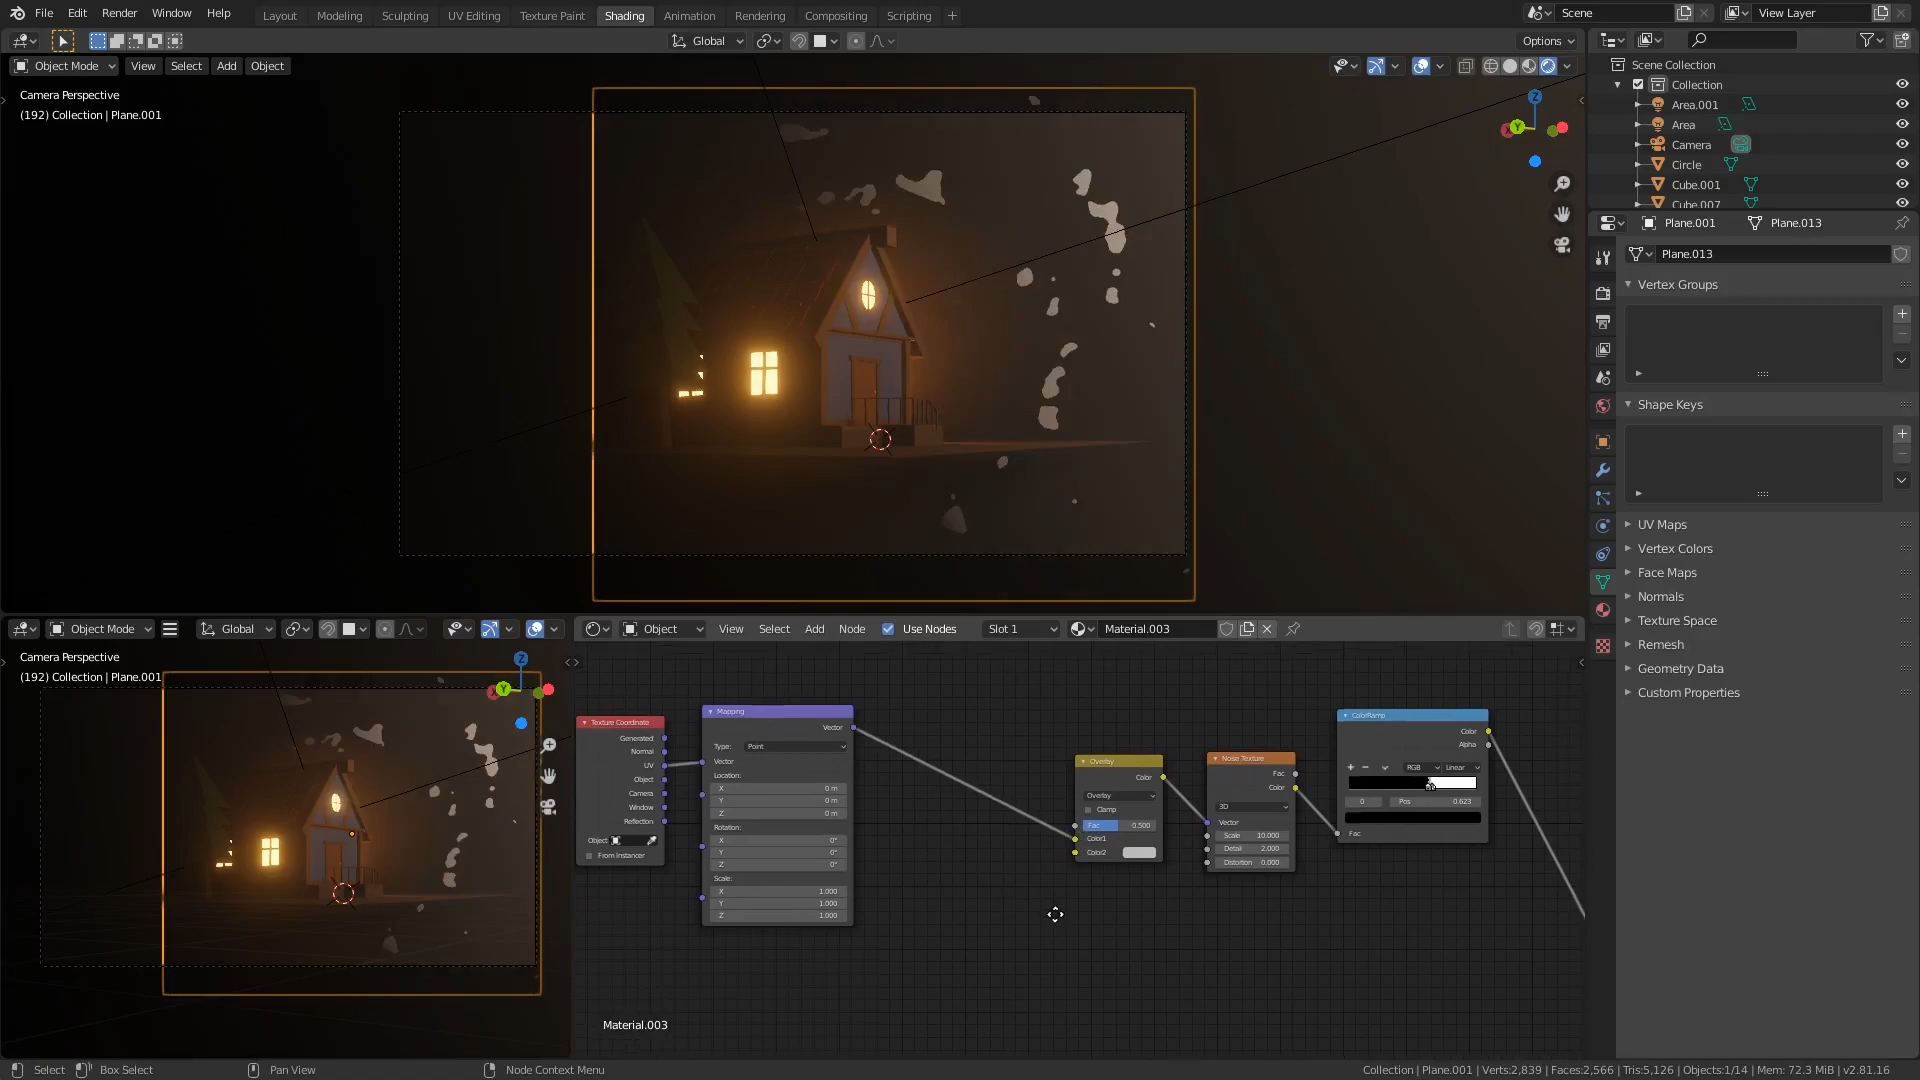 File Edit Render Window Help
Layout Modeling Sculpting UV Editing Texture Paint Shading Animation Rendering Compositing Scripting
Scene View Layer
Global Options
Object Mode View Select Add Object
Camera Perspective
(192) Collection | Plane.001
Z
Y
X
Scene Collection
Collection
Area.001
Area
Camera
Circle
Cube.001
Cube.007
Plane.001 Plane.013
Plane.013
Vertex Groups
Shape Keys
UV Maps
Vertex Colors
Face Maps
Normals
Texture Space
Remesh
Geometry Data
Custom Properties
Object Mode Global
Camera Perspective
(192) Collection | Plane.001
Z
Y
X
Object View Select Add Node Use Nodes Slot 1 Material.003
Texture Coordinate
Generated
Normal
UV
Object
Camera
Window
Reflection
Object:
From Instancer
Mapping
Vector
Type: Point
Vector
Location:
X 0 m
Y 0 m
Z 0 m
Rotation:
X 0°
Y 0°
Z 0°
Scale:
X 1.000
Y 1.000
Z 1.000
Overlay
Color
Overlay
Clamp
Fac 0.500
Color1
Color2
Noise Texture
Fac
Color
3D
Vector
Scale 10.000
Detail 2.000
Distortion 0.000
ColorRamp
Color
Alpha
RGB Linear
0 Pos 0.623
Fac
Material.003
Select Box Select Pan View Node Context Menu Collection | Plane.001 | Verts:2,839 | Faces:2,566 | Tris:5,126 | Objects:1/14 | Mem: 72.3 MiB | v2.81.16